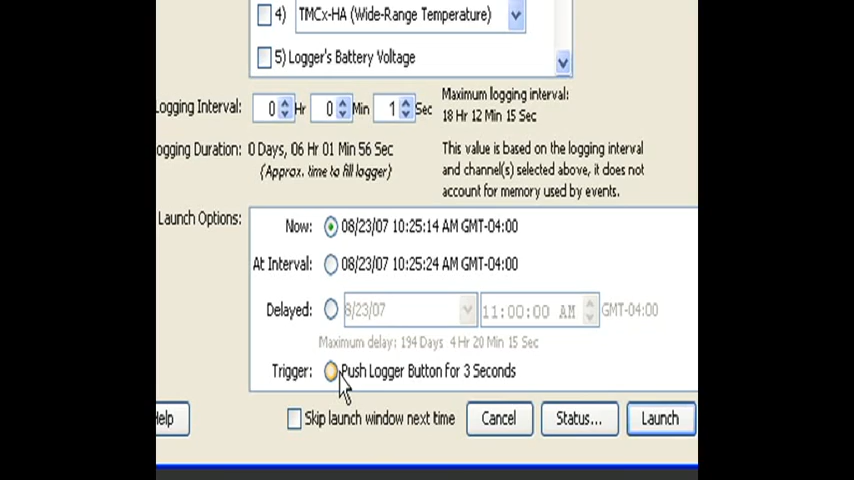 4) TMCx-HA (Wide-Range Temperature)
5) Logger's Battery Voltage
Logging Interval: 0 Hr 0 Min 1 Sec
Maximum logging interval:
18 Hr 12 Min 15 Sec
ogging Duration: 0 Days, 06 Hr 01 Min 56 Sec
(Approx. time to fill logger)
This value is based on the logging interval
and channel(s) selected above, it does not
account for memory used by events.
Launch Options:
Now: 08/23/07 10:25:14 AM GMT-04:00
At Interval: 08/23/07 10:25:24 AM GMT-04:00
Delayed: 8/23/07 11:00:00 AM GMT-04:00
Maximum delay: 194 Days 4 Hr 20 Min 15 Sec
Trigger: Push Logger Button for 3 Seconds
Help
Skip launch window next time
Cancel
Status...
Launch